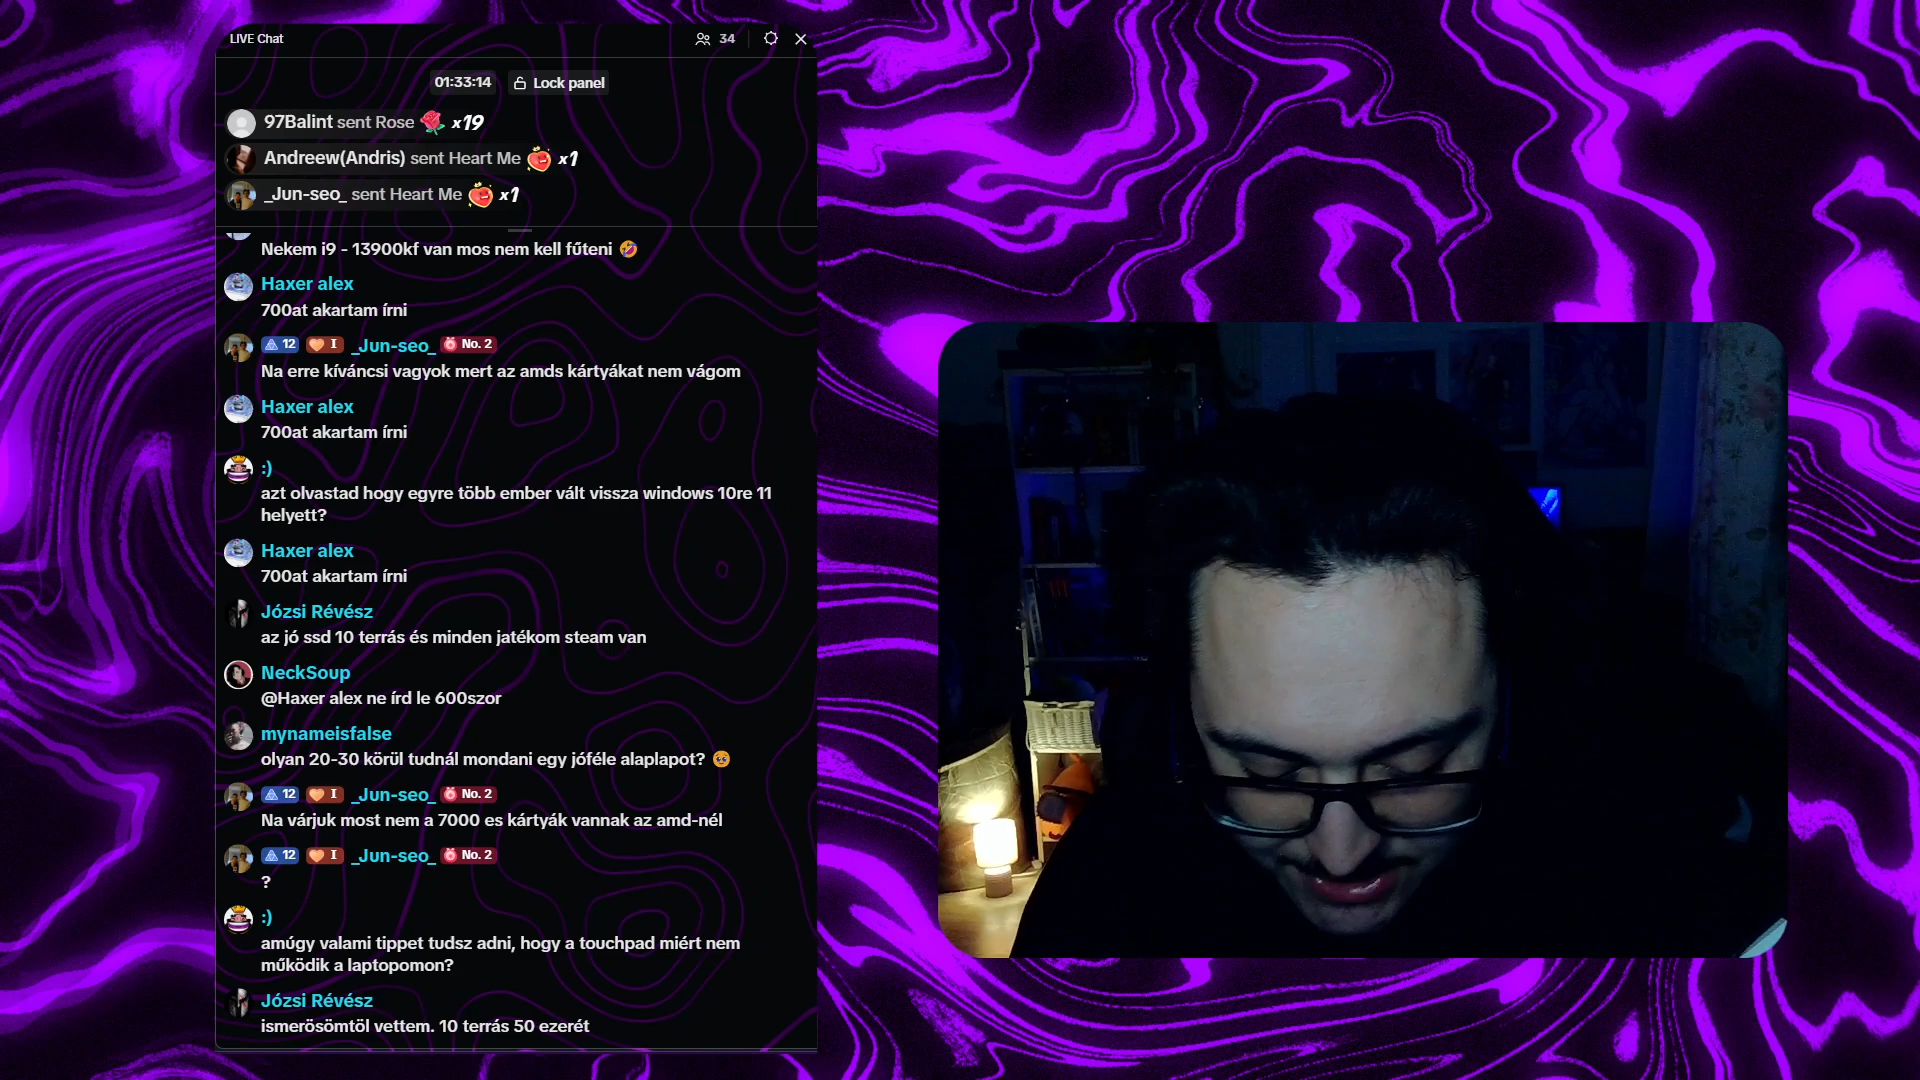 LIVE Chat
34
01:33:14
Lock panel
97Balint sent Rose x19
Andreew(Andris) sent Heart Me x1
_Jun-seo_ sent Heart Me x1
Nekem i9 - 13900kf van mos nem kell fűteni 🤣
Haxer alex
700at akartam írni
12 I _Jun-seo_ No. 2
Na erre kíváncsi vagyok mert az amds kártyákat nem vágom
Haxer alex
700at akartam írni
:)
azt olvastad hogy egyre több ember vált vissza windows 10re 11
helyett?
Haxer alex
700at akartam írni
Józsi Révész
az jó ssd 10 terrás és minden jatékom steam van
NeckSoup
@Haxer alex ne írd le 600szor
mynameisfalse
olyan 20-30 körül tudnál mondani egy jóféle alaplapot? 🥹
12 I _Jun-seo_ No. 2
Na várjuk most nem a 7000 es kártyák vannak az amd-nél
12 I _Jun-seo_ No. 2
?
:)
amúgy valami tippet tudsz adni, hogy a touchpad miért nem
működik a laptopomon?
Józsi Révész
ismerösömtöl vettem. 10 terrás 50 ezerét